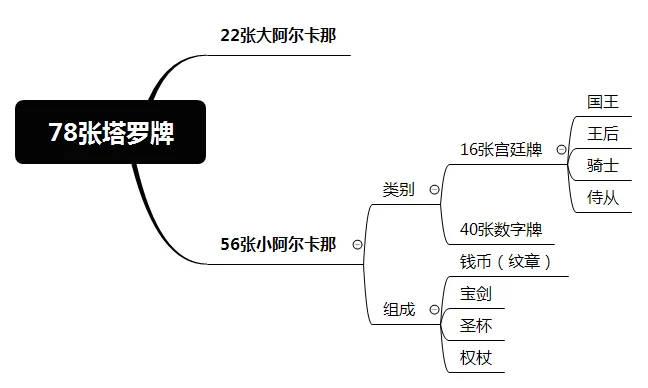 78张塔罗牌
22张大阿尔卡那
56张小阿尔卡那
类别
16张宫廷牌
国王
王后
骑士
侍从
40张数字牌
组成
钱币（纹章）
宝剑
圣杯
权杖